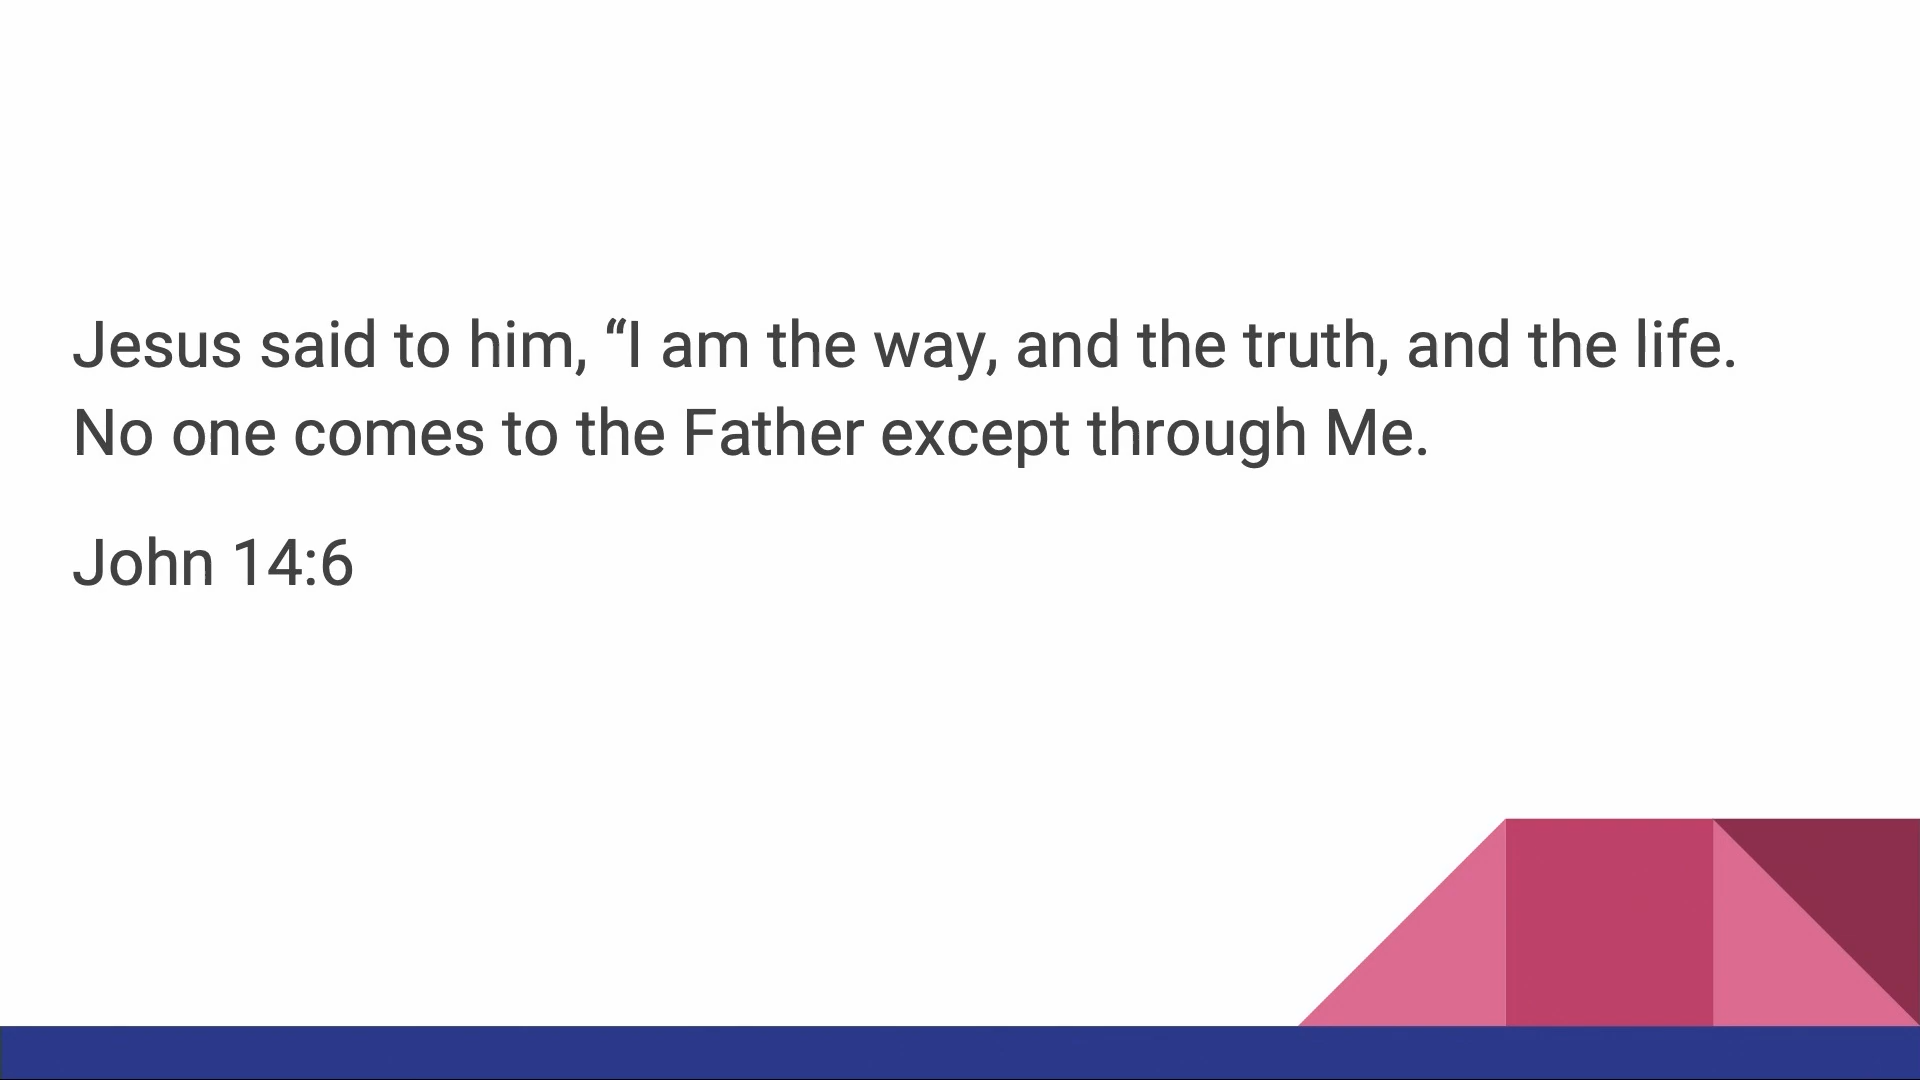 Jesus said to him, “I am the way, and the truth, and the life.
No one comes to the Father except through Me.
John 14:6